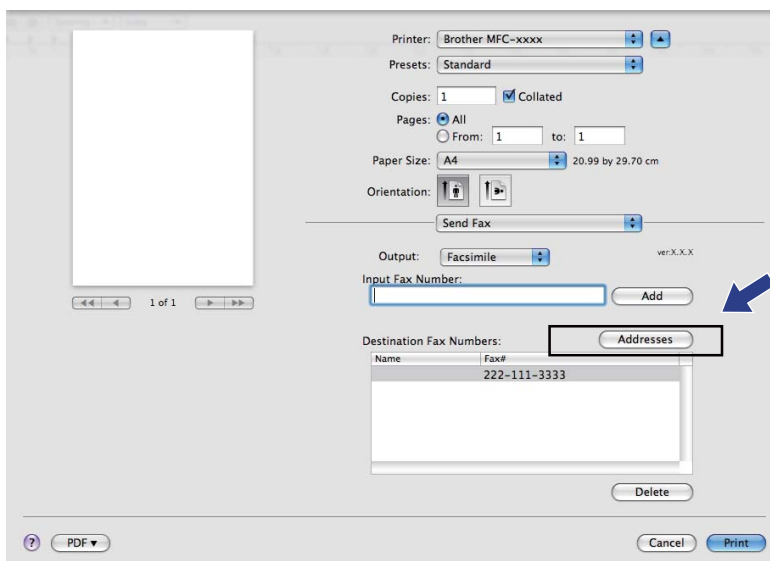 Printer: Brother MFC-xxxx
Presets: Standard
Copies: 1 Collated
Pages: All
From: 1 to: 1
Paper Size: A4 20.99 by 29.70 cm
Orientation:
Send Fax
Output: Facsimile ver:X.X.X
Input Fax Number:
Add
1 of 1
Destination Fax Numbers: Addresses
Name Fax#
222-111-3333
Delete
? PDF Cancel Print